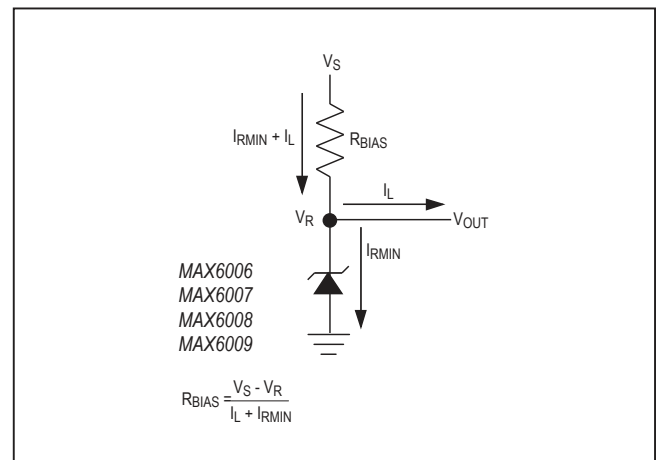 VS
IRMIN + IL
RBIAS
IL
VR
VOUT
IRMIN
MAX6006
MAX6007
MAX6008
MAX6009
RBIAS = VS - VR
IL + IRMIN